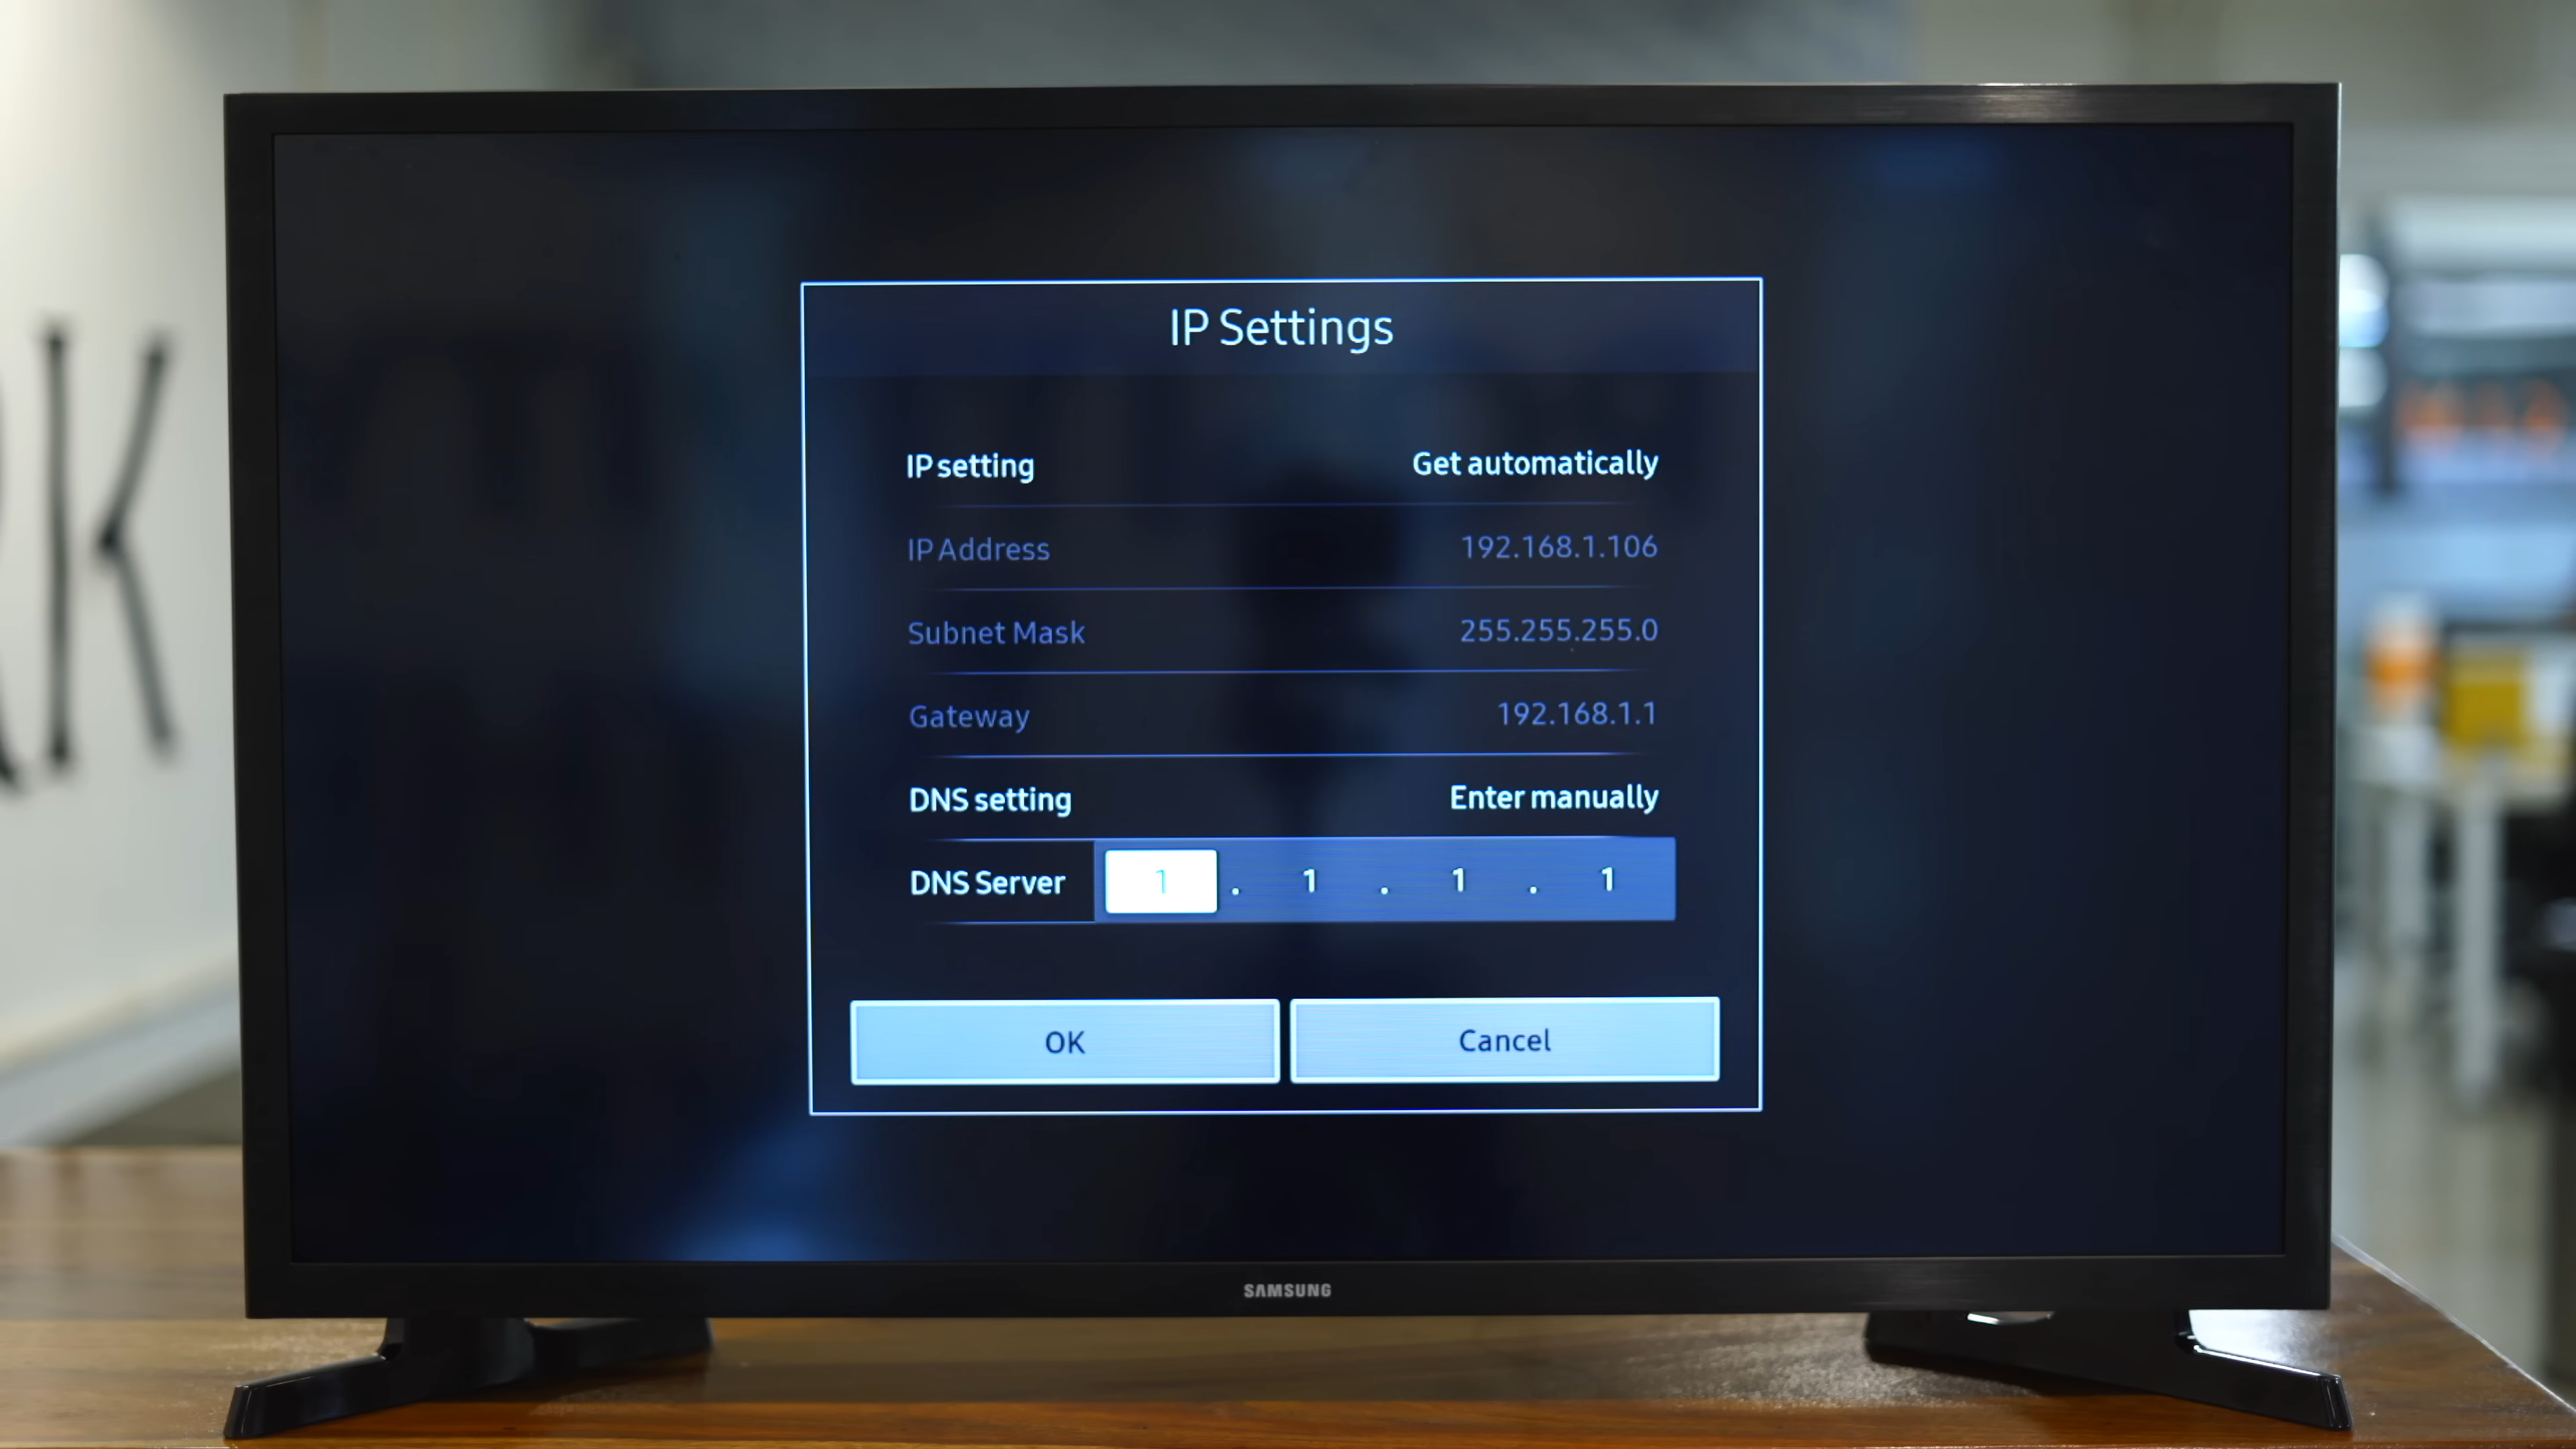 IP Settings
IP setting Get automatically
IP Address 192.168.1.106
Subnet Mask 255.255.255.0
Gateway 192.168.1.1
DNS setting Enter manually
DNS Server 1 . 1 . 1 . 1
OK Cancel
SAMSUNG
K